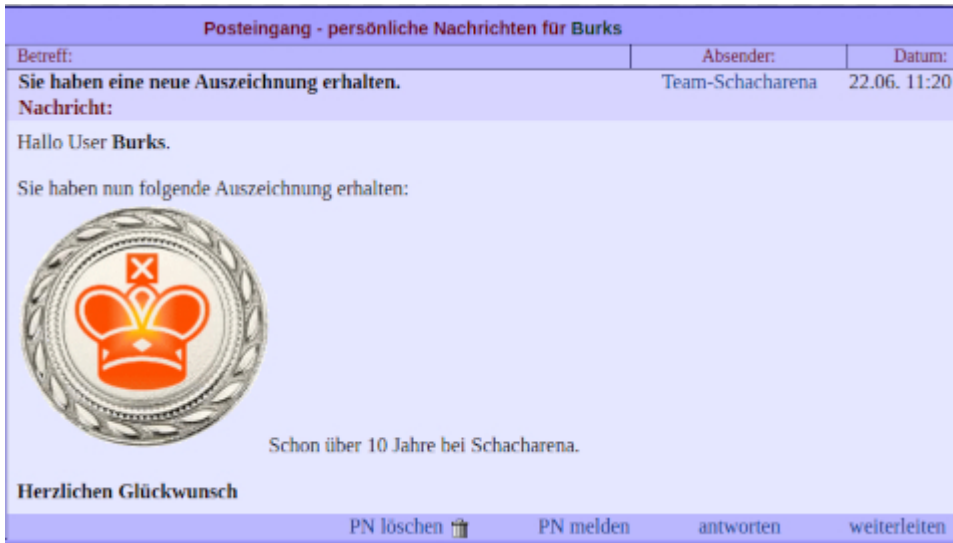 Posteingang - persönliche Nachrichten für Burks
Betreff: Absender: Datum:
Sie haben eine neue Auszeichnung erhalten. Team-Schacharena 22.06. 11:20
Nachricht:
Hallo User Burks.
Sie haben nun folgende Auszeichnung erhalten:
Schon über 10 Jahre bei Schacharena.
Herzlichen Glückwunsch
PN löschen PN melden antworten weiterleiten